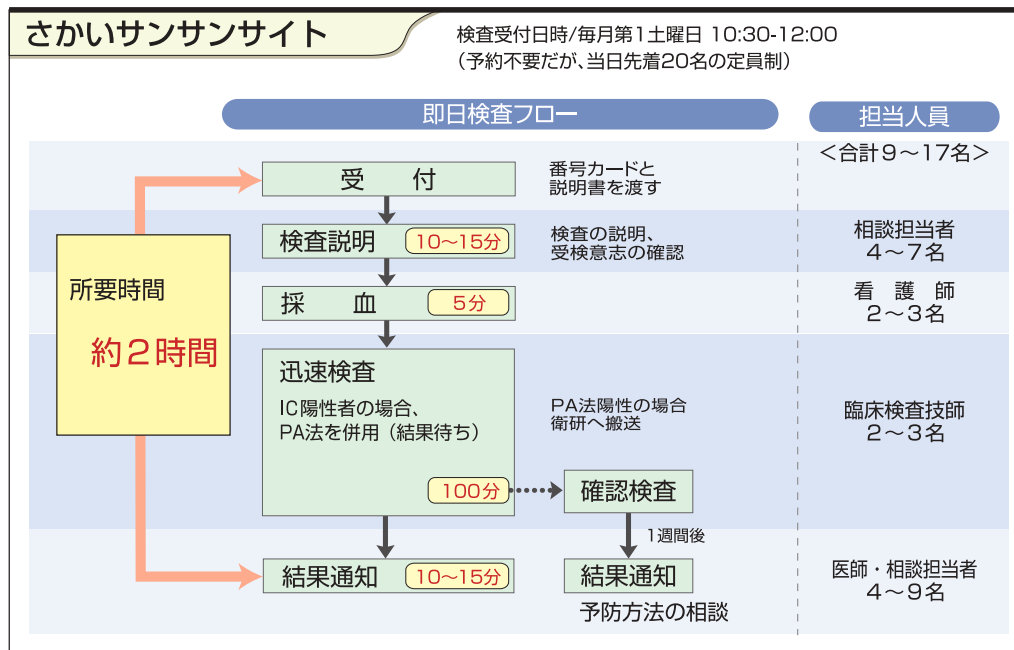 さかいサンサンサイト
検査受付日時/毎月第1土曜日 10:30-12:00
(予約不要だが、当日先着20名の定員制)
即日検査フロー
担当人員
<合計9〜17名>
受 付
番号カードと
説明書を渡す
検査説明
10〜15分
検査の説明、
受検意志の確認
相談担当者
4〜7名
所要時間
約2時間
採 血
5分
看 護 師
2〜3名
迅速検査
IC陽性者の場合、
PA法を併用(結果待ち)
100分
PA法陽性の場合
衛研へ搬送
臨床検査技師
2〜3名
確認検査
1週間後
結果通知
10〜15分
結果通知
予防方法の相談
医師・相談担当者
4〜9名